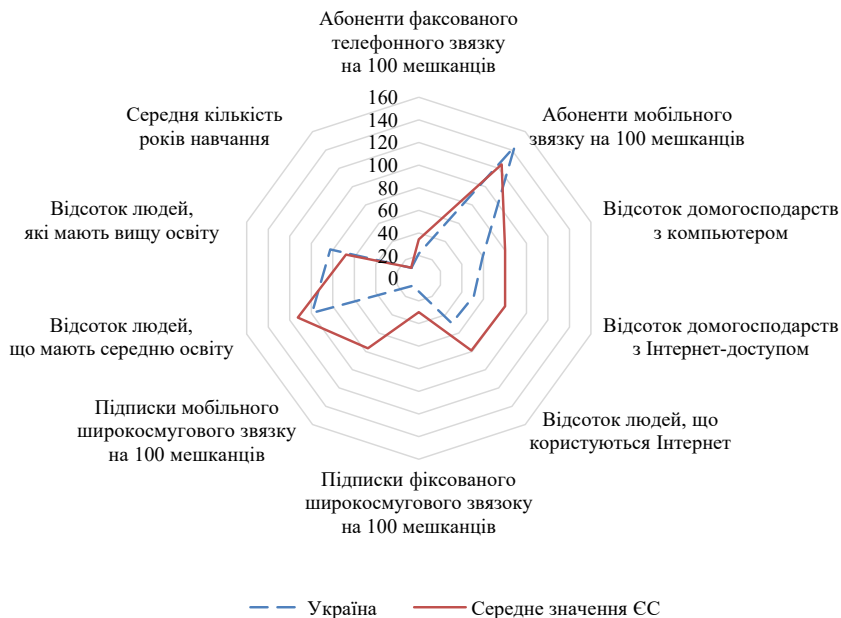 Абоненти факсованого
телефонного звязку
на 100 мешканців
Середня кількість
років навчання
Абоненти мобільного
звязку на 100 мешканців
160
140
120
100
80
60
40
20
0
Відсоток людей,
які мають вищу освіту
Відсоток домогосподарств
з компьютером
Відсоток людей,
що мають середню освіту
Відсоток домогосподарств
з Інтернет-доступом
Підписки мобільного
широкосмугового звязку
на 100 мешканців
Відсоток людей, що
користуються Інтернет
Підписки фіксованого
широкосмугового звязоку
на 100 мешканців
Україна
Середне значення ЄС